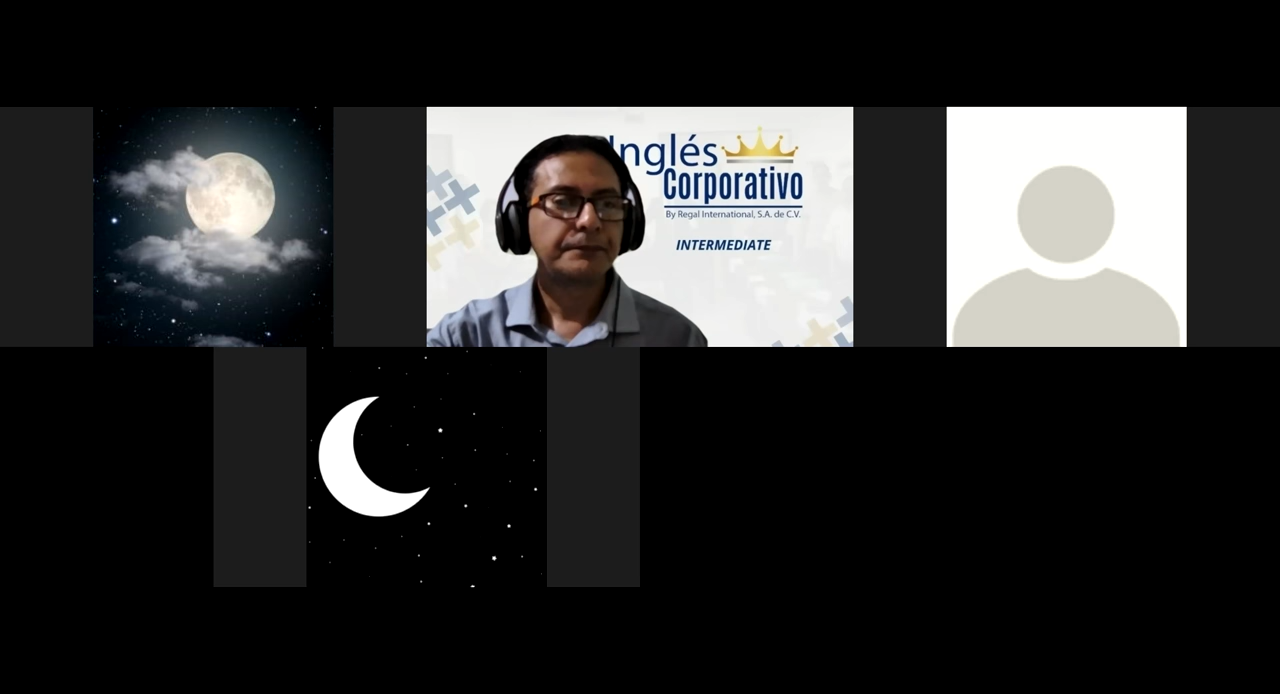 Inglés
Corporativo
By Regal International, S.A. de C.V.
INTERMEDIATE